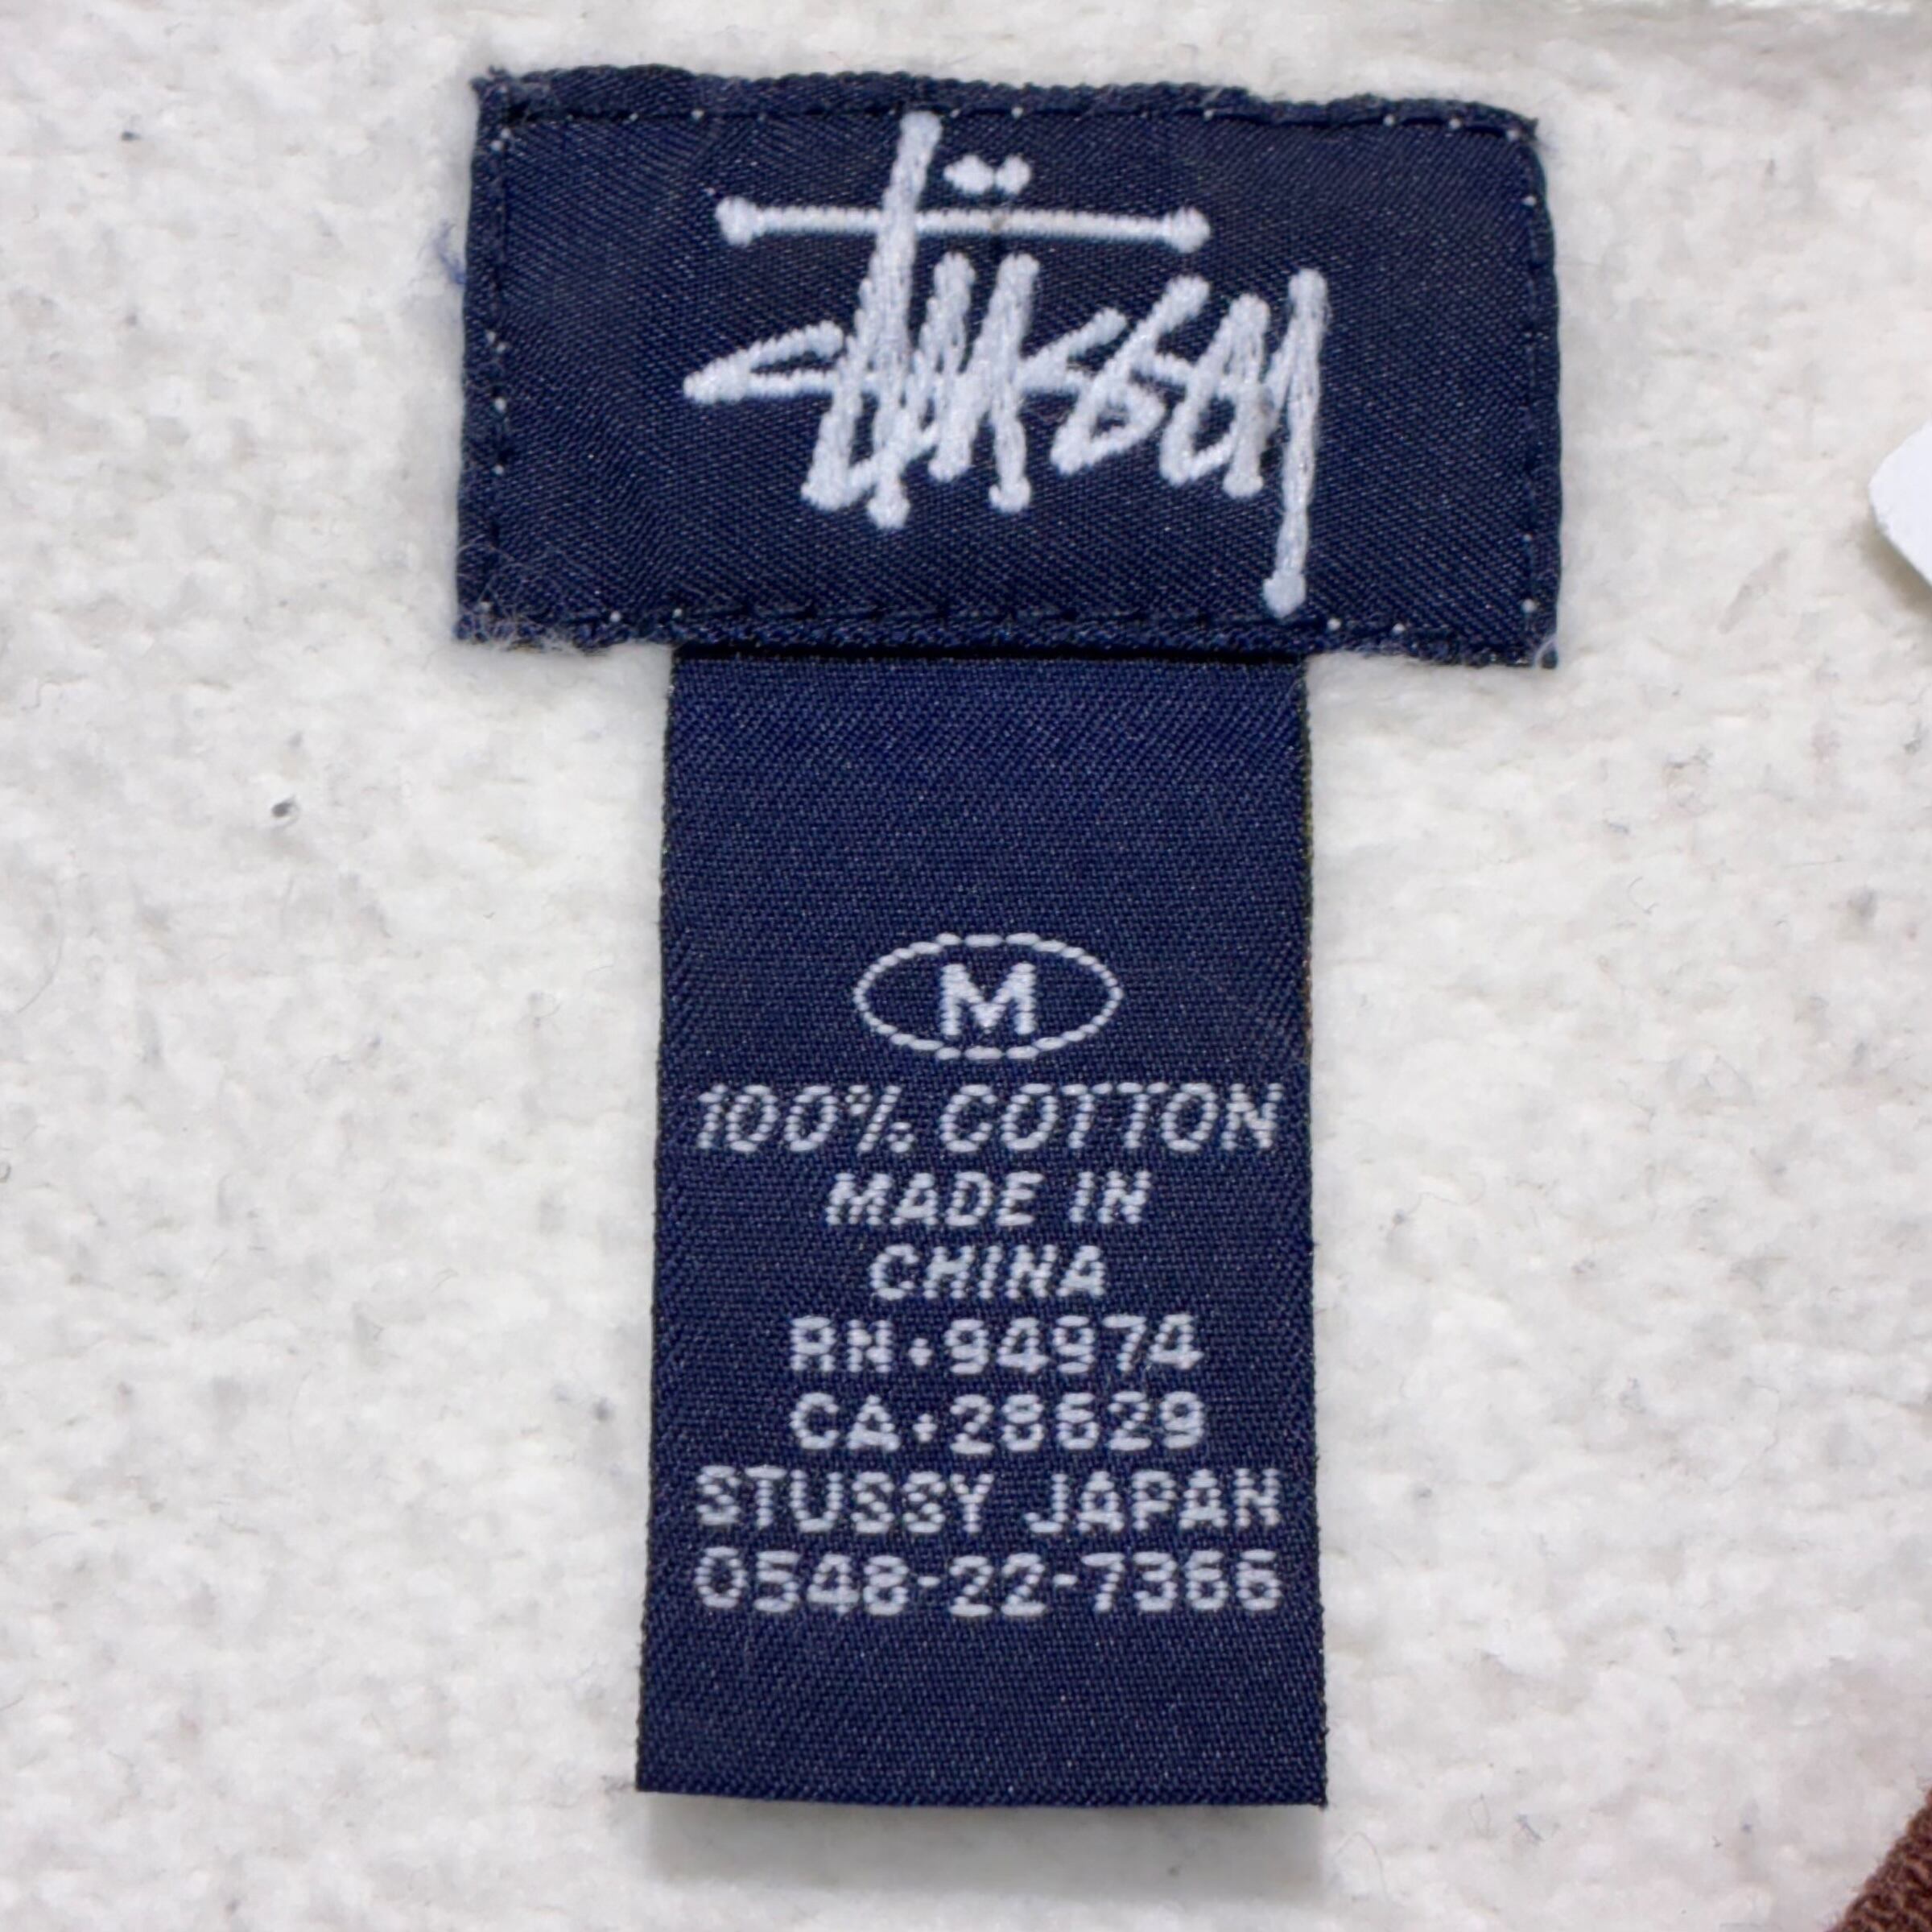 Stüssy
M
100% COTTON
MADE IN
CHINA
RN•94974
CA•28629
STUSSY JAPAN
0548-22-7366